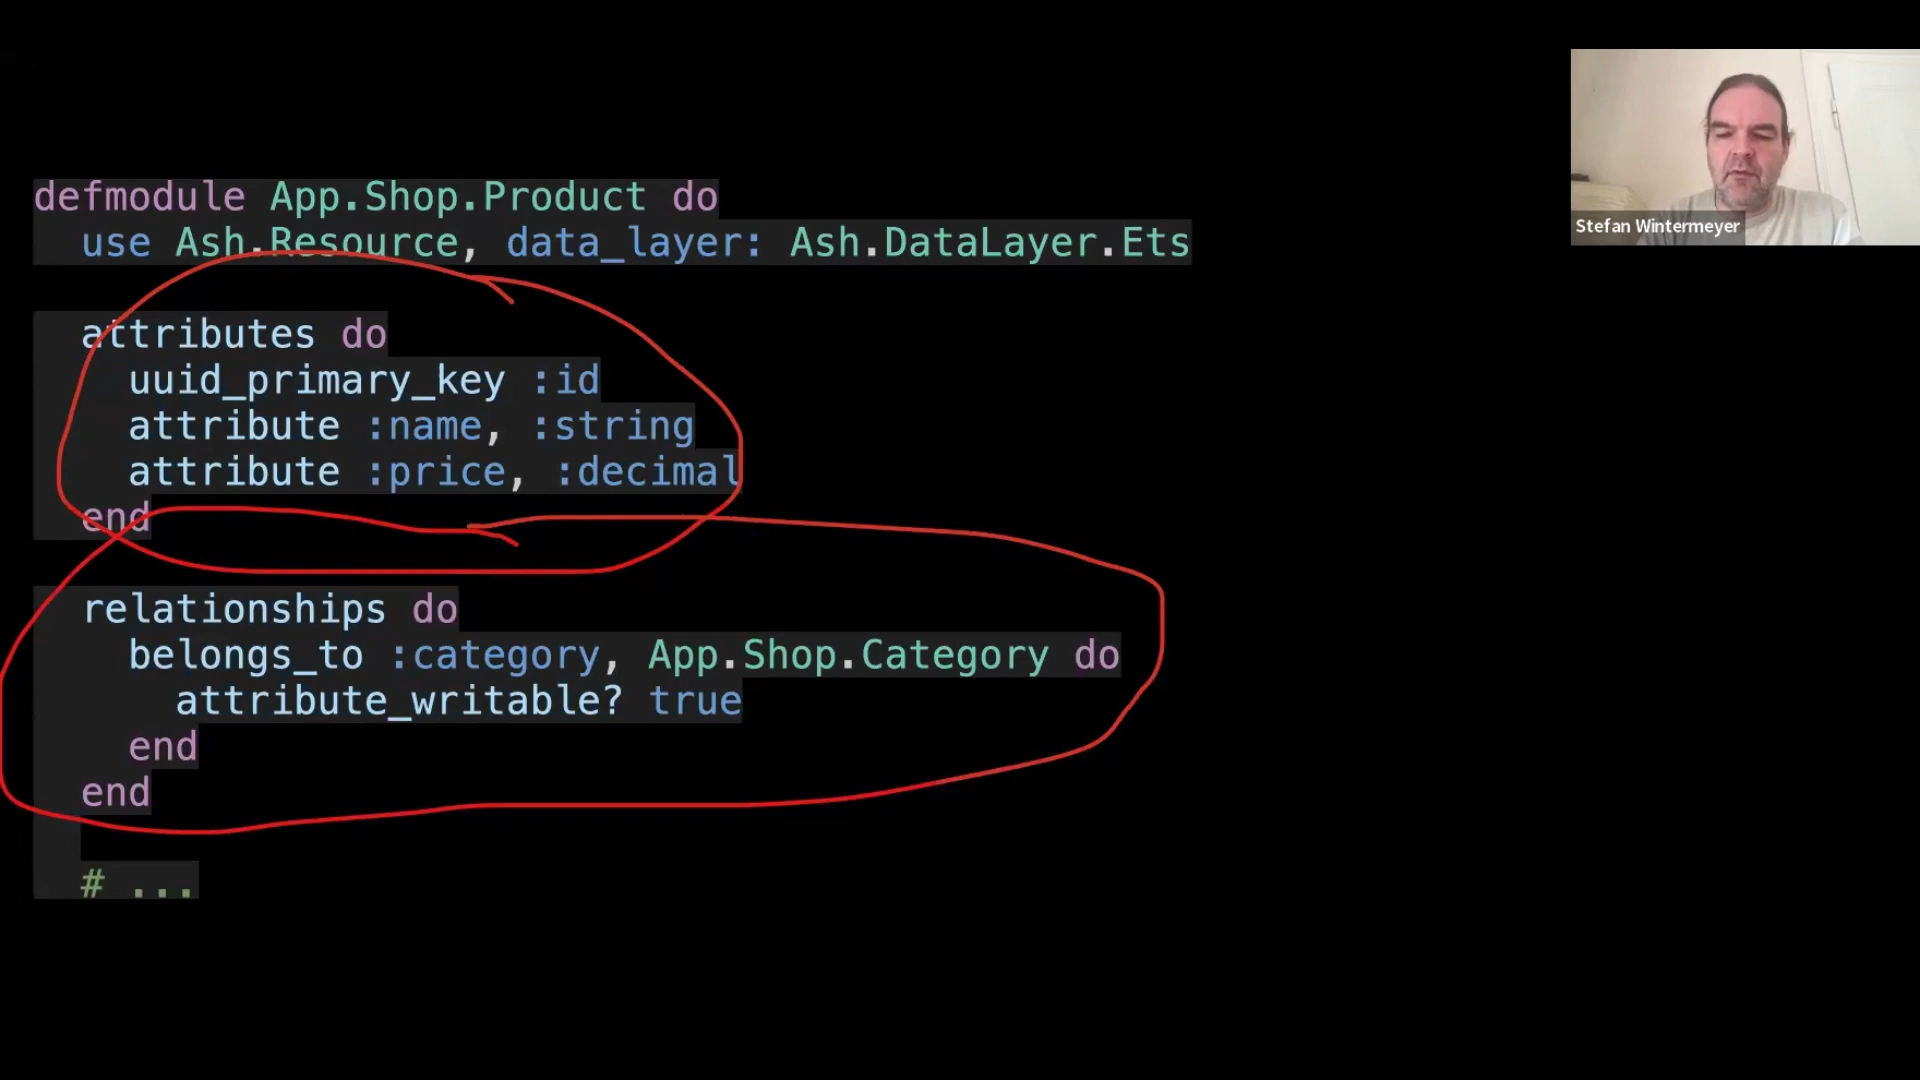 defmodule App.Shop.Product do
  use Ash.Resource, data_layer: Ash.DataLayer.Ets

  attributes do
    uuid_primary_key :id
    attribute :name, :string
    attribute :price, :decimal
  end

  relationships do
    belongs_to :category, App.Shop.Category do
      attribute_writable? true
    end
  end

  # ...
Stefan Wintermeyer